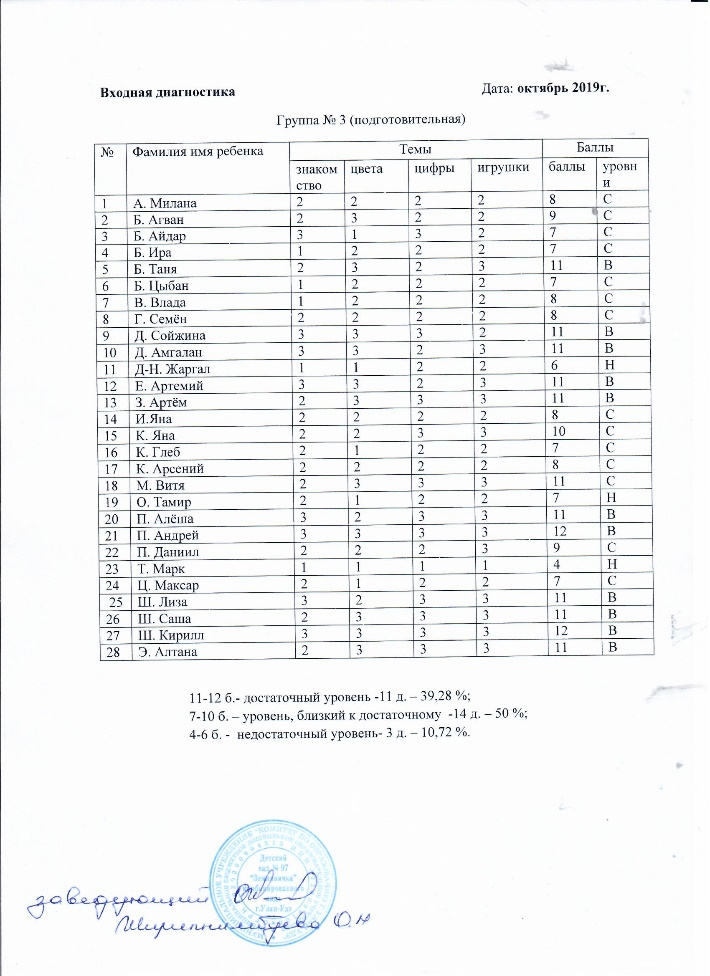 Входная диагностика Дата: октябрь 2019г.
Группа № 3 (подготовительная)
№ Фамилия имя ребенка Темы Баллы
знаком ство цвета цифры игрушки баллы уровн и
1 А. Милана 2 2 2 2 8 С
2 Б. Агван 2 3 2 2 9 С
3 Б. Айдар 3 1 3 2 7 С
4 Б. Ира 1 2 2 2 7 С
5 Б. Таня 2 3 2 3 11 В
6 Б. Цыбан 1 2 2 2 7 С
7 В. Влада 1 2 2 2 8 С
8 Г. Семён 2 2 2 2 8 С
9 Д. Сойжина 3 3 3 2 11 В
10 Д. Амгалан 3 3 2 3 11 В
11 Д-Н. Жаргал 1 1 2 2 6 Н
12 Е. Артемий 3 3 2 3 11 В
13 З. Артём 2 3 3 3 11 В
14 И.Яна 2 2 2 2 8 С
15 К. Яна 2 2 3 3 10 С
16 К. Глеб 2 1 2 2 7 С
17 К. Арсений 2 2 2 2 8 С
18 М. Витя 2 3 3 3 11 С
19 О. Тамир 2 1 2 2 7 Н
20 П. Алёша 3 2 3 3 11 В
21 П. Андрей 3 3 3 3 12 В
22 П. Даниил 2 2 2 3 9 С
23 Т. Марк 1 1 1 1 4 Н
24 Ц. Максар 2 1 2 2 7 С
25 Ш. Лиза 3 2 3 3 11 В
26 Ш. Саша 2 3 3 3 11 В
27 Ш. Кирилл 3 3 3 3 12 В
28 Э. Алтана 2 3 3 3 11 В
11-12 б.- достаточный уровень -11 д. – 39,28 %;
7-10 б. – уровень, близкий к достаточному -14 д. – 50 %;
4-6 б. - недостаточный уровень- 3 д. – 10,72 %.
Детский
сад № 97
г.Улан-Удэ
заведующий
О.Н